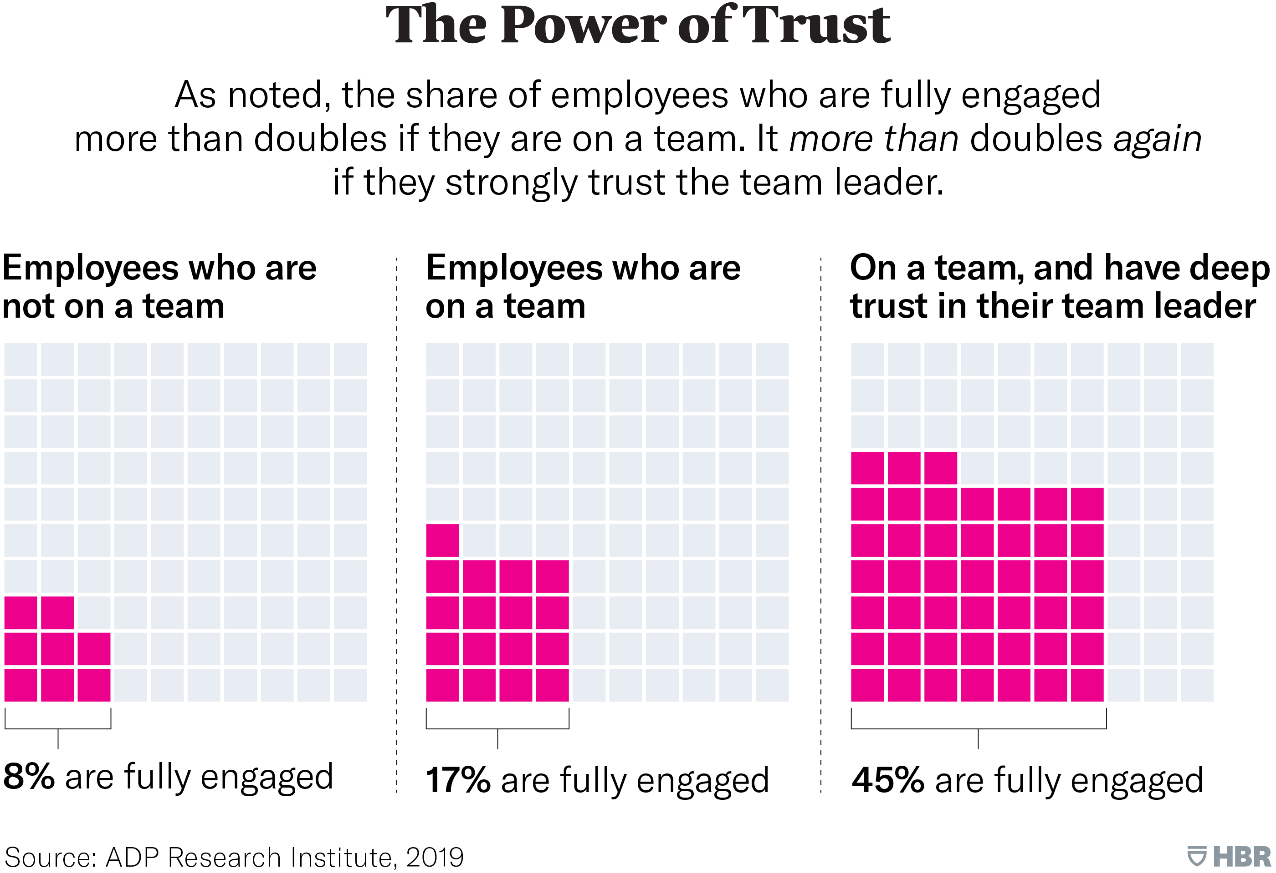 The Power of Trust
As noted, the share of employees who are fully engaged
more than doubles if they are on a team. It more than doubles again
if they strongly trust the team leader.
Employees who are
not on a team
8% are fully engaged
Employees who are
on a team
17% are fully engaged
On a team, and have deep
trust in their team leader
45% are fully engaged
Source: ADP Research Institute, 2019
HBR